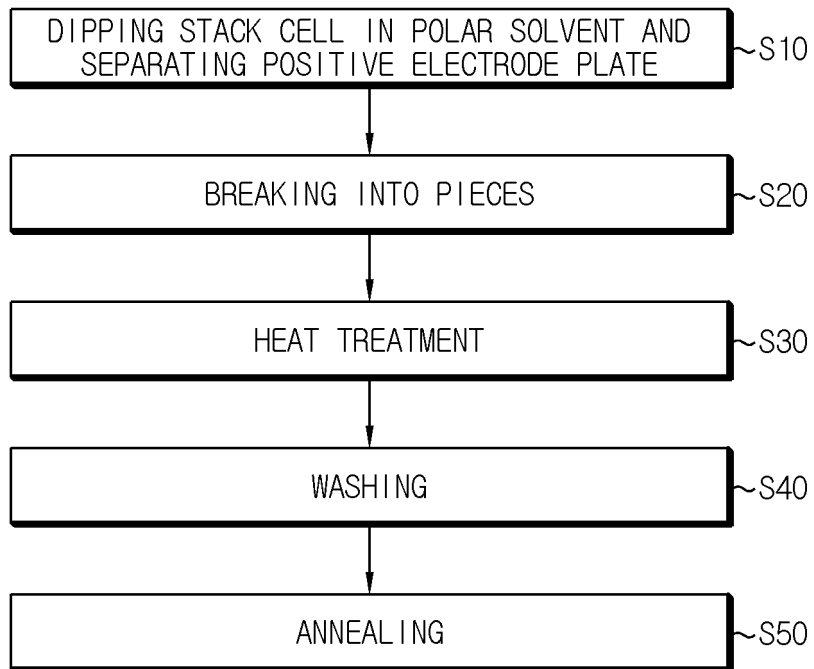 DIPPING STACK CELL IN POLAR SOLVENT AND
SEPARATING POSITIVE ELECTRODE PLATE
~S10
BREAKING INTO PIECES
~S20
HEAT TREATMENT
~S30
WASHING
~S40
ANNEALING
~S50